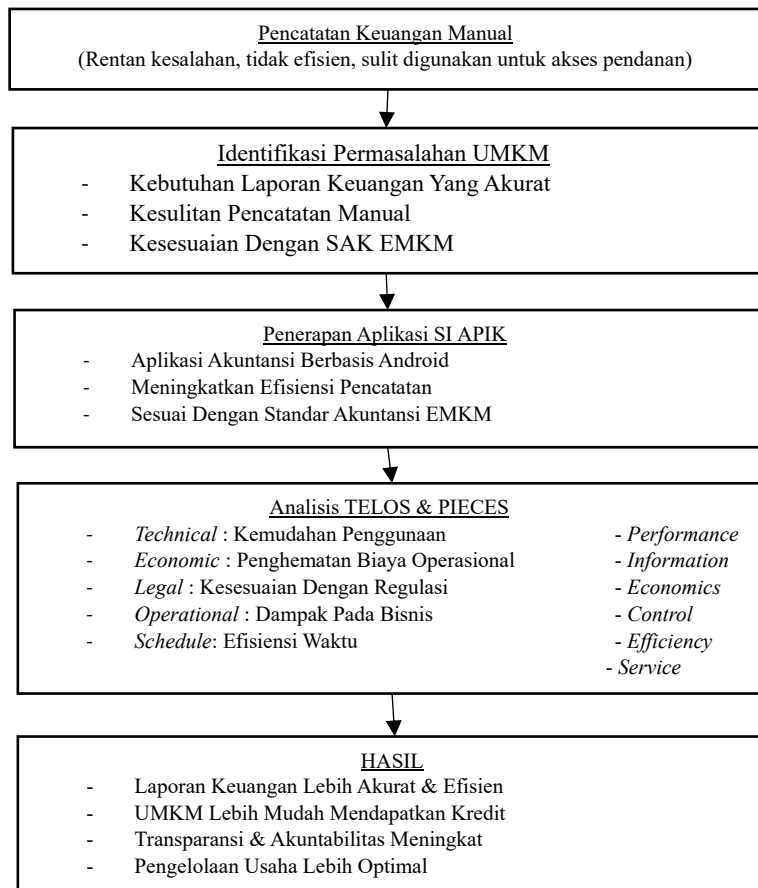 Pencatatan Keuangan Manual
(Rentan kesalahan, tidak efisien, sulit digunakan untuk akses pendanan)
Identifikasi Permasalahan UMKM
- Kebutuhan Laporan Keuangan Yang Akurat
- Kesulitan Pencatatan Manual
- Kesesuaian Dengan SAK EMKM
Penerapan Aplikasi SI APIK
- Aplikasi Akuntansi Berbasis Android
- Meningkatkan Efisiensi Pencatatan
- Sesuai Dengan Standar Akuntansi EMKM
Analisis TELOS & PIECES
- Technical : Kemudahan Penggunaan - Performance
- Economic : Penghematan Biaya Operasional - Information
- Legal : Kesesuaian Dengan Regulasi - Economics
- Operational : Dampak Pada Bisnis - Control
- Schedule: Efisiensi Waktu - Efficiency
- Service
HASIL
- Laporan Keuangan Lebih Akurat & Efisien
- UMKM Lebih Mudah Mendapatkan Kredit
- Transparansi & Akuntabilitas Meningkat
- Pengelolaan Usaha Lebih Optimal